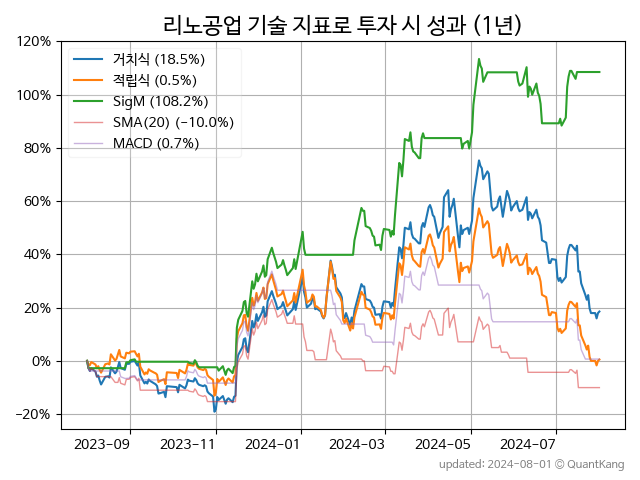 리노공업 기술 지표로 투자 시 성과 (1년)
120%
100%
80%
60%
40%
20%
0%
−20%
거치식 (18.5%)
적립식 (0.5%)
SigM (108.2%)
SMA(20) (−10.0%)
MACD (0.7%)
2023-09
2023-11
2024-01
2024-03
2024-05
2024-07
updated: 2024-08-01 © QuantKang